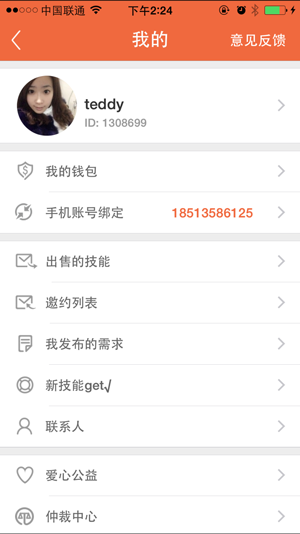 中国联通 下午2:24
我的 意见反馈
teddy
ID: 1308699
我的钱包
手机账号绑定 18513586125
出售的技能
邀约列表
我发布的需求
新技能get√
联系人
爱心公益
仲裁中心